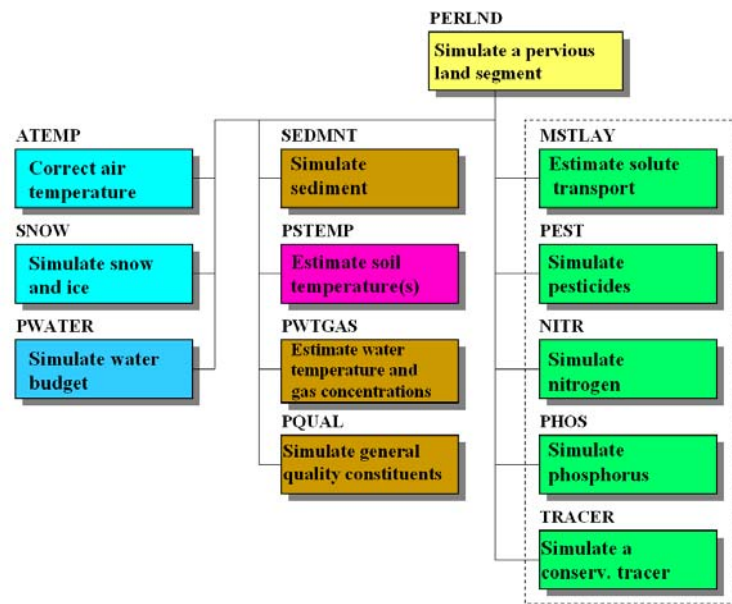 PERLND
Simulate a pervious
land segment
ATEMP
Correct air
temperature
SNOW
Simulate snow
and ice
PWATER
Simulate water
budget
SEDMNT
Simulate
sediment
PSTEMP
Estimate soil
temperature(s)
PWTGAS
Estimate water
temperature and
gas concentrations
PQUAL
Simulate general
quality constituents
MSTLAY
Estimate solute
transport
PEST
Simulate
pesticides
NITR
Simulate
nitrogen
PHOS
Simulate
phosphorus
TRACER
Simulate a
conserv. tracer